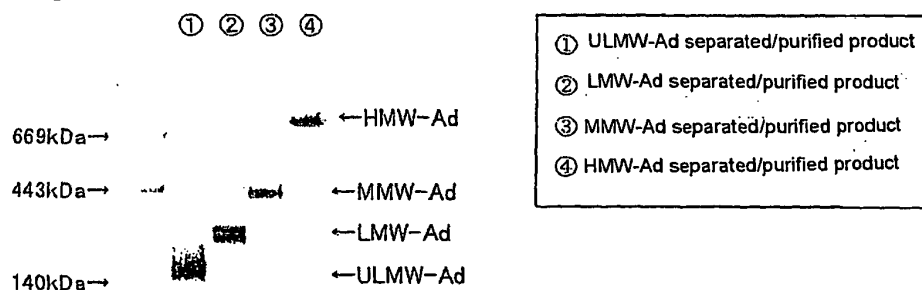 ① ② ③ ④
669kDa→
443kDa→
140kDa→
←HMW-Ad
←MMW-Ad
←LMW-Ad
←ULMW-Ad
① ULMW-Ad separated/purified product
② LMW-Ad separated/purified product
③ MMW-Ad separated/purified product
④ HMW-Ad separated/purified product